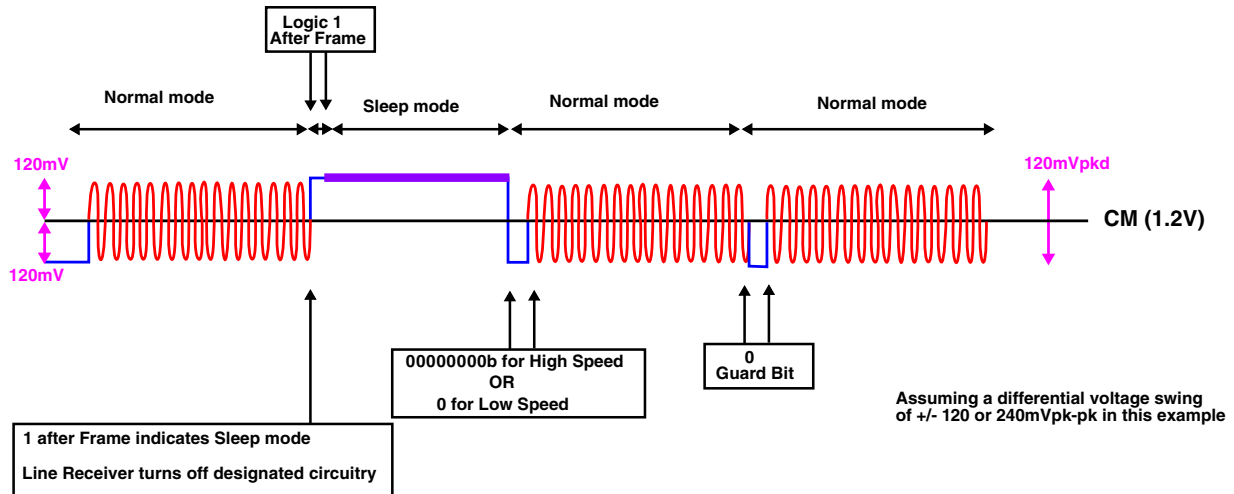 Logic 1
After Frame
Normal mode
Sleep mode
Normal mode
Normal mode
120mV
120mVpkd
CM (1.2V)
120mV
00000000b for High Speed
OR
0 for Low Speed
0
Guard Bit
Assuming a differential voltage swing
of +/- 120 or 240mVpk-pk in this example
1 after Frame indicates Sleep mode
Line Receiver turns off designated circuitry